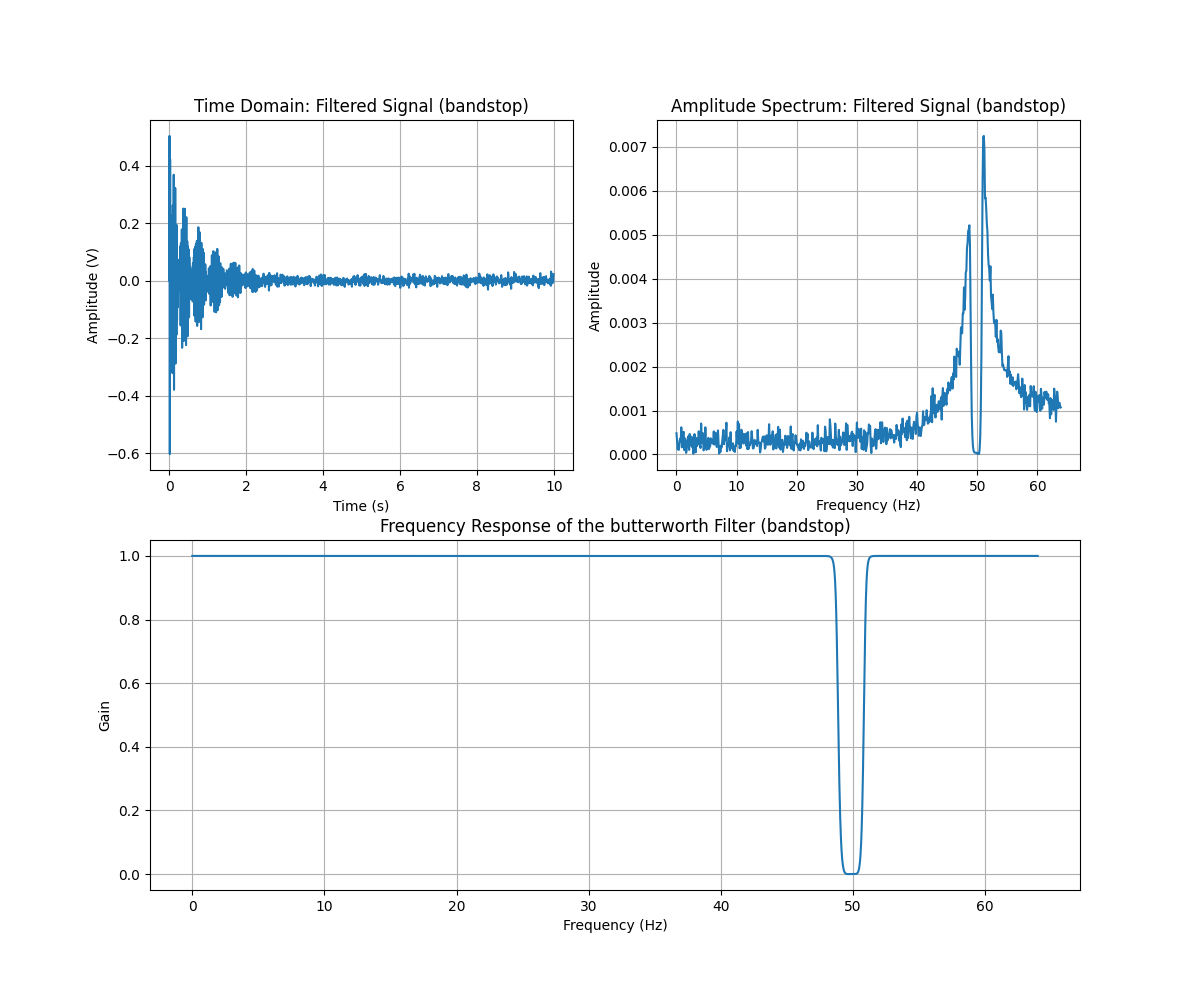 Time Domain: Filtered Signal (bandstop)
0.4
0.2
0.0
−0.2
−0.4
−0.6
Amplitude (V)
0 2 4 6 8 10
Time (s)
Amplitude Spectrum: Filtered Signal (bandstop)
0.007
0.006
0.005
0.004
0.003
0.002
0.001
0.000
Amplitude
0 10 20 30 40 50 60
Frequency (Hz)
Frequency Response of the butterworth Filter (bandstop)
1.0
0.8
0.6
0.4
0.2
0.0
Gain
0 10 20 30 40 50 60
Frequency (Hz)